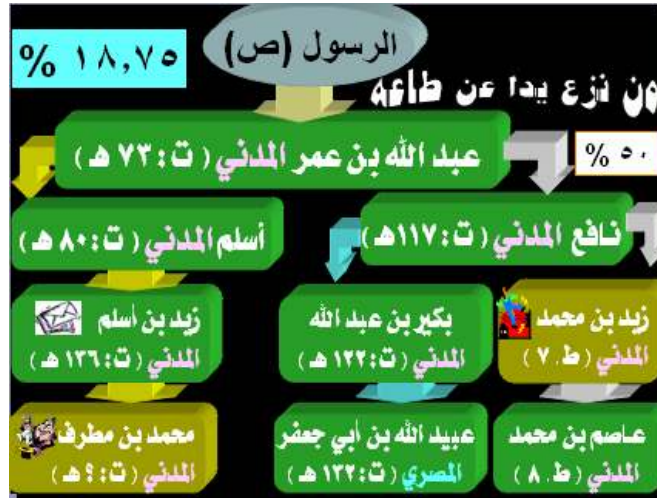 الرسول (ص)
% ١٨,٧٥
ون نزع يدا عن طاعة
عبد الله بن عمر المدني (ت: ٧٣ هـ)
% ٥٠
نافع المدني (ت: ١١٧هـ)
أسلم المدني (ت: ٨٠ هـ)
زيد بن محمد
المدني (ط. ٧)
بكير بن عبد الله
المدني (ت: ١٢٢ هـ)
زيد بن أسلم
المدني (ت: ١٣٦ هـ)
عاصم بن محمد
المدني (ط. ٨)
عبيد الله بن أبي جعفر
المصري (ت: ١٣٢ هـ)
محمد بن مطرف
المدني (ت: ؟ هـ)